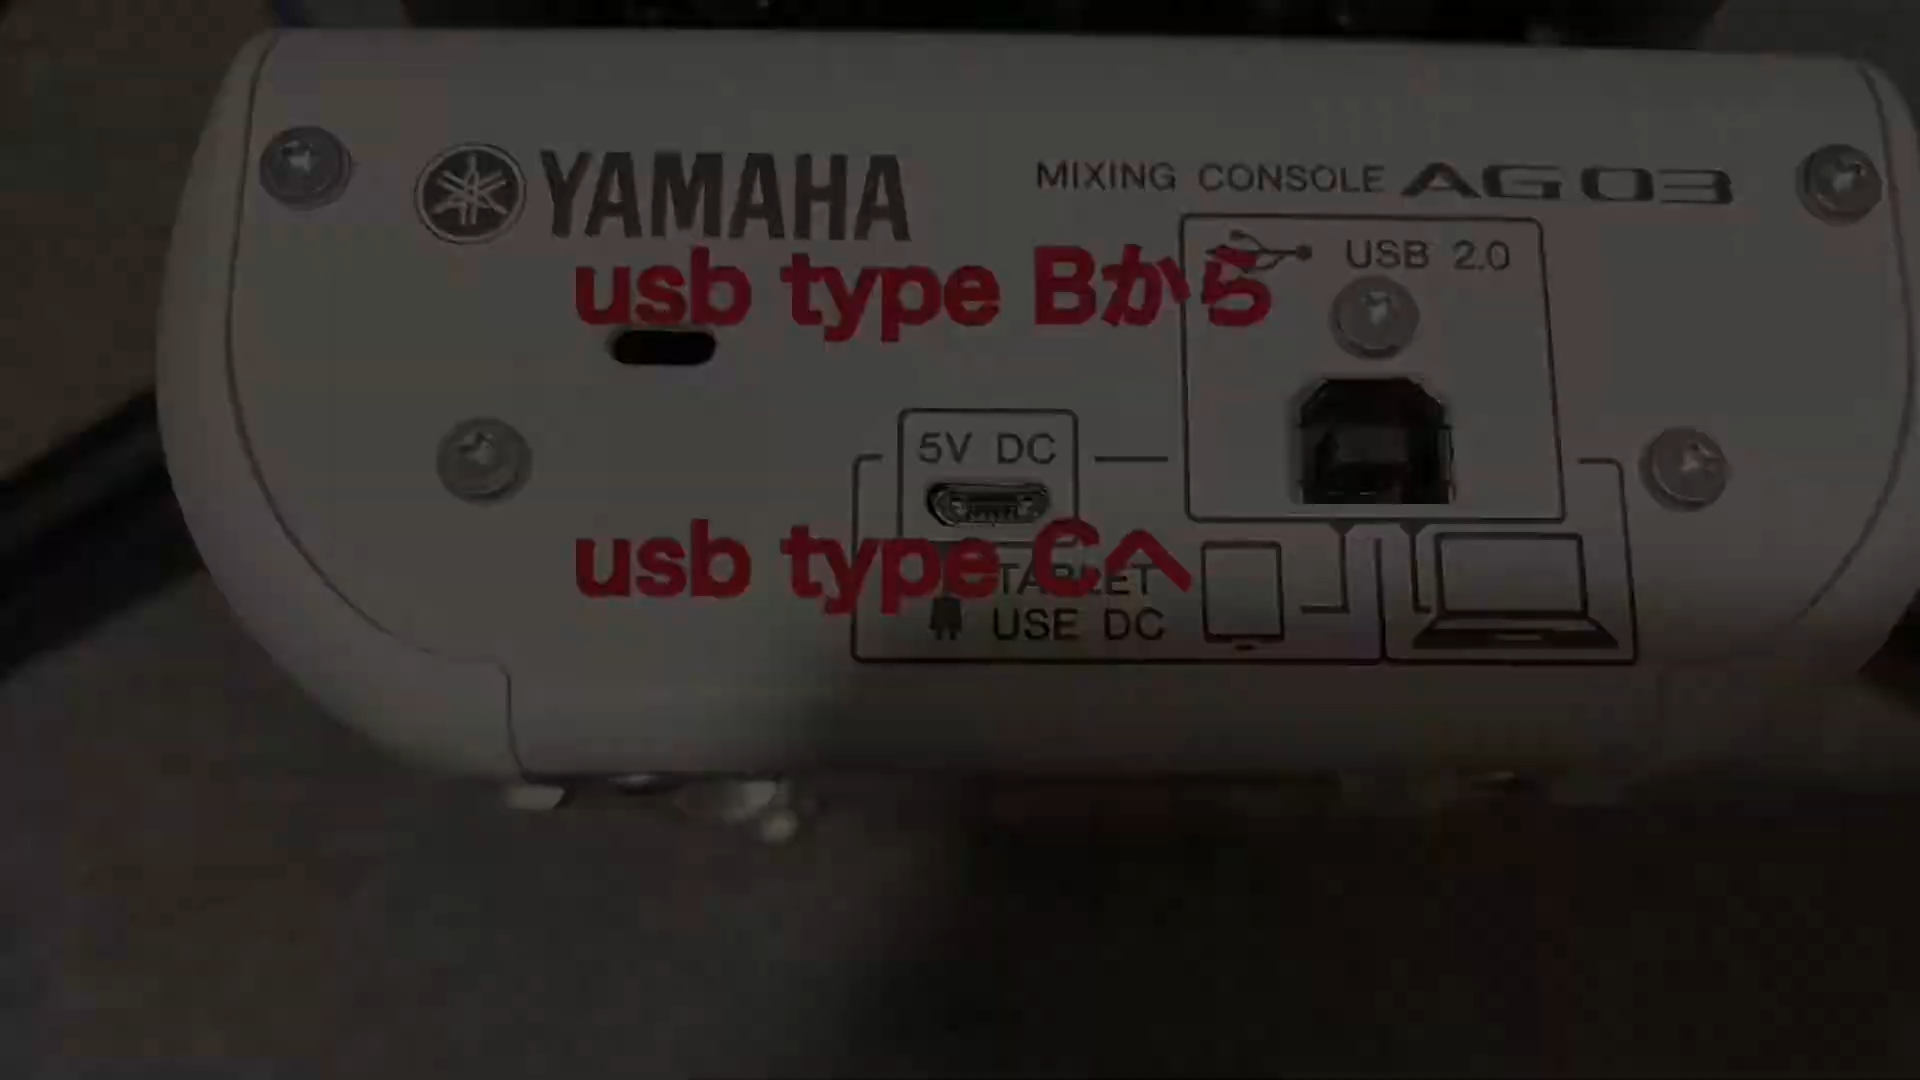 YAMAHA
MIXING CONSOLE AG03
usb type Bから
USB 2.0
5V DC
usb type Cへ
TABLET
USE DC